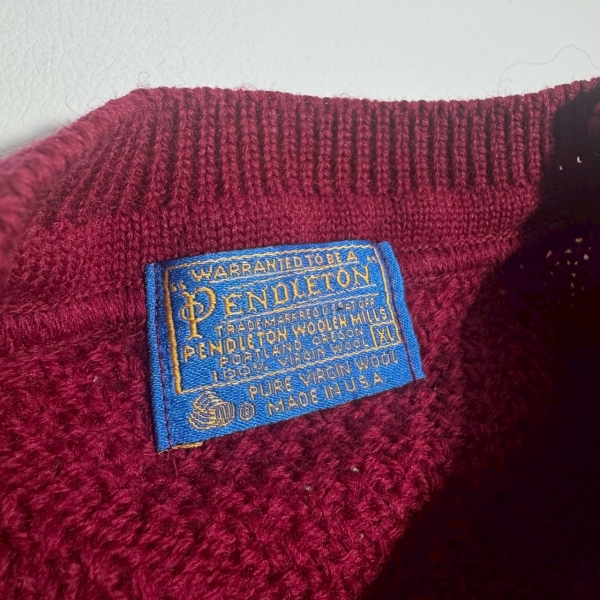 WARRANTED TO BE A
"PENDLETON"
TRADEMARK REG U.S. PAT. OFF.
PENDLETON WOOLEN MILLS
PORTLAND, OREGON
XL
100% VIRGIN WOOL
PURE VIRGIN WOOL
® MADE IN U.S.A.